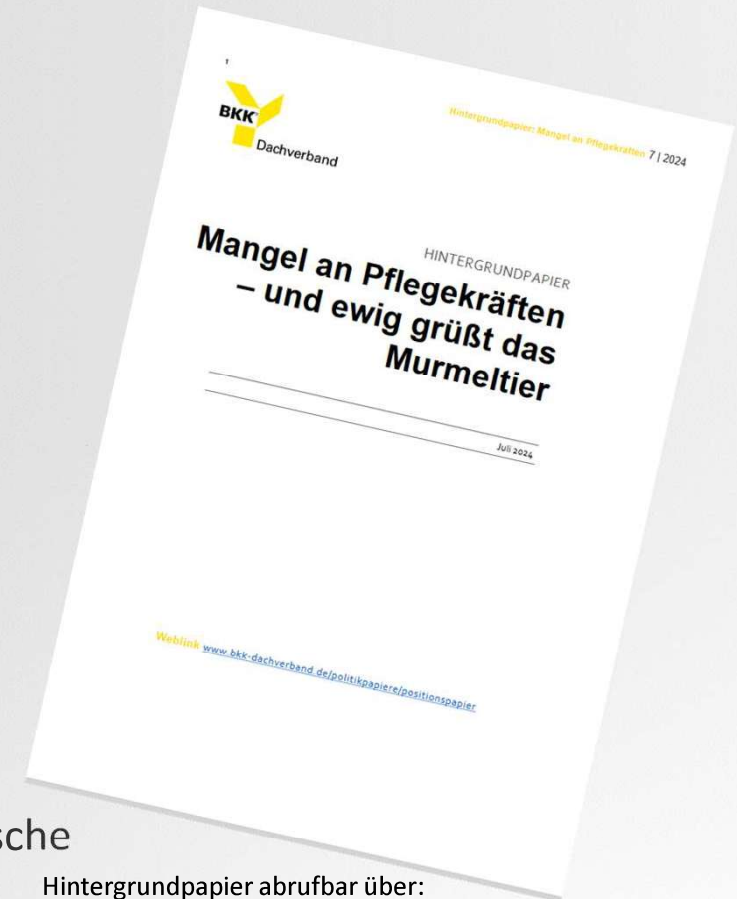 BKK
Dachverband
Hintergrundpapier: Mangel an Pflegekräften 7 | 2024
HINTERGRUNDPAPIER
Mangel an Pflegekräften
– und ewig grüßt das
Murmeltier
Juli 2024
Weblink www.bkk-dachverband.de/politikpapiere/positionspapier
sche
Hintergrundpapier abrufbar über: